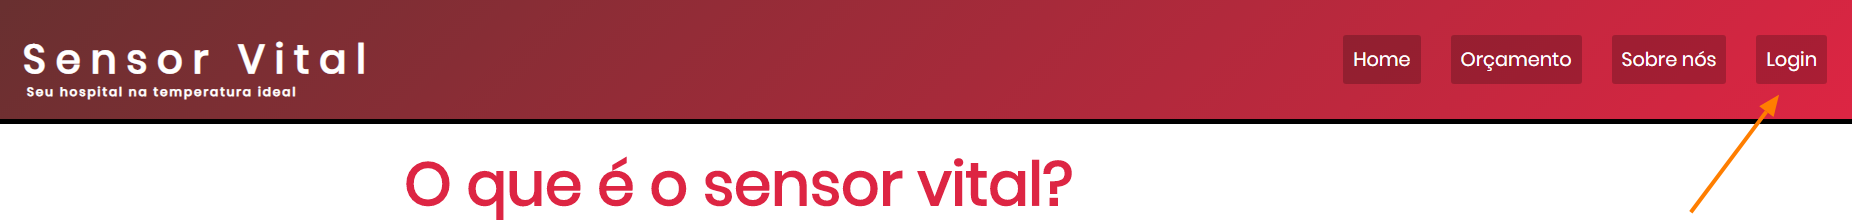 Sensor Vital
Seu hospital na temperatura ideal
Home
Orçamento
Sobre nós
Login
O que é o sensor vital?